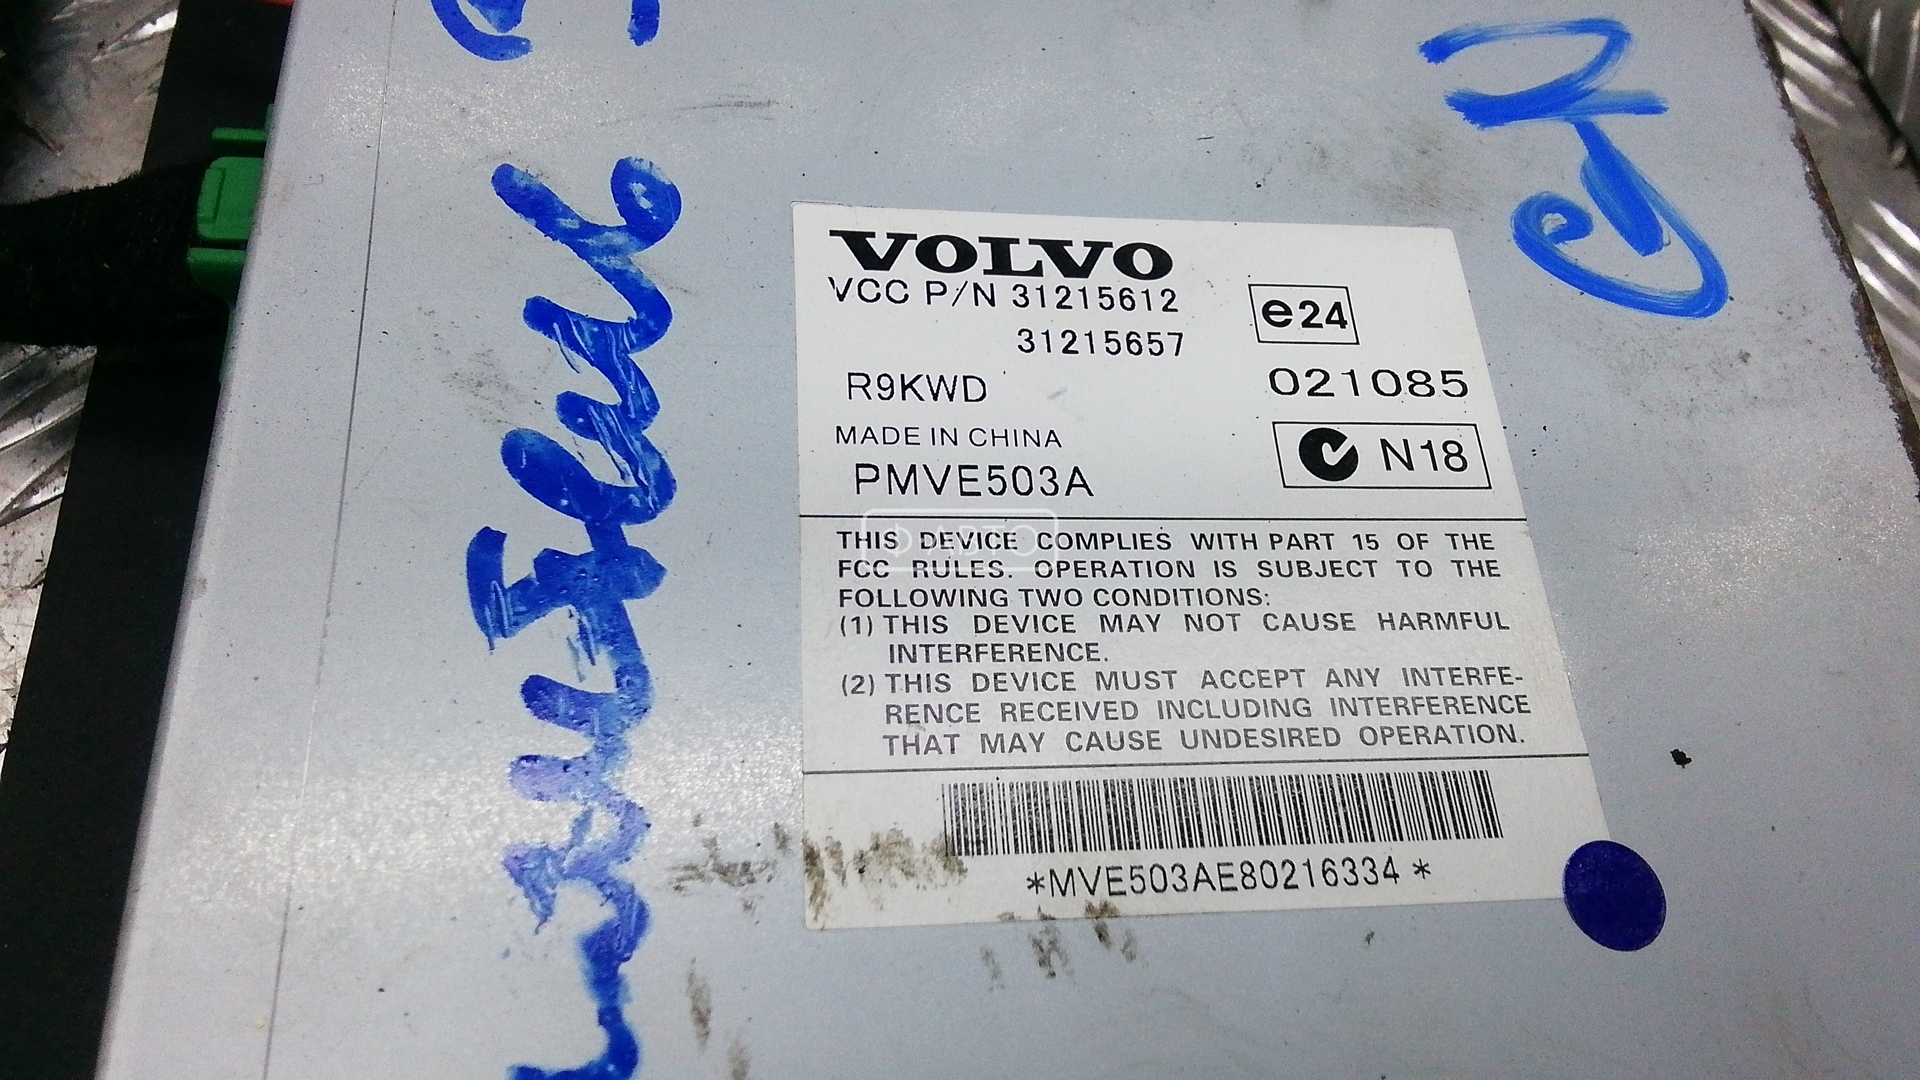 VOLVO
VCC P/N 31215612
31215657
e24
R9KWD
021085
MADE IN CHINA
PMVE503A
N18
Ф АВТО
THIS DEVICE COMPLIES WITH PART 15 OF THE
FCC RULES. OPERATION IS SUBJECT TO THE
FOLLOWING TWO CONDITIONS:
(1) THIS DEVICE MAY NOT CAUSE HARMFUL
INTERFERENCE.
(2) THIS DEVICE MUST ACCEPT ANY INTERFE-
RENCE RECEIVED INCLUDING INTERFERENCE
THAT MAY CAUSE UNDESIRED OPERATION.
*MVE503AE80216334*